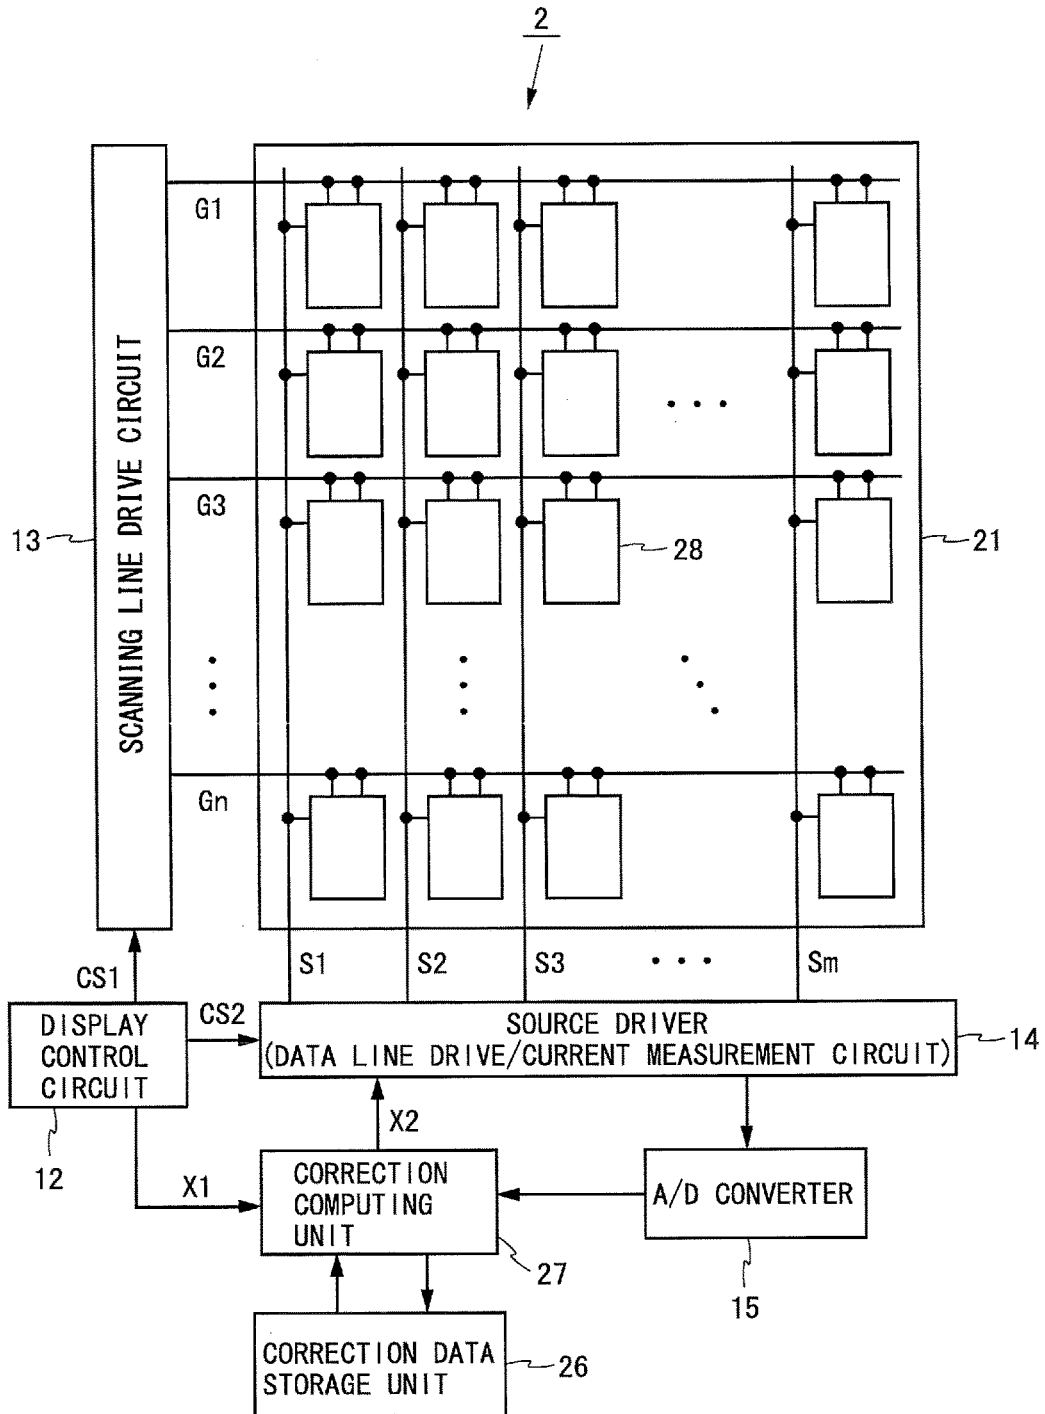 2
G1
G2
G3
Gn
SCANNING LINE DRIVE CIRCUIT
13
28
21
S1
S2
S3
Sm
CS1
CS2
DISPLAY
CONTROL
CIRCUIT
12
SOURCE DRIVER
(DATA LINE DRIVE/CURRENT MEASUREMENT CIRCUIT)
14
X1
X2
CORRECTION
COMPUTING
UNIT
27
A/D CONVERTER
15
CORRECTION DATA
STORAGE UNIT
26